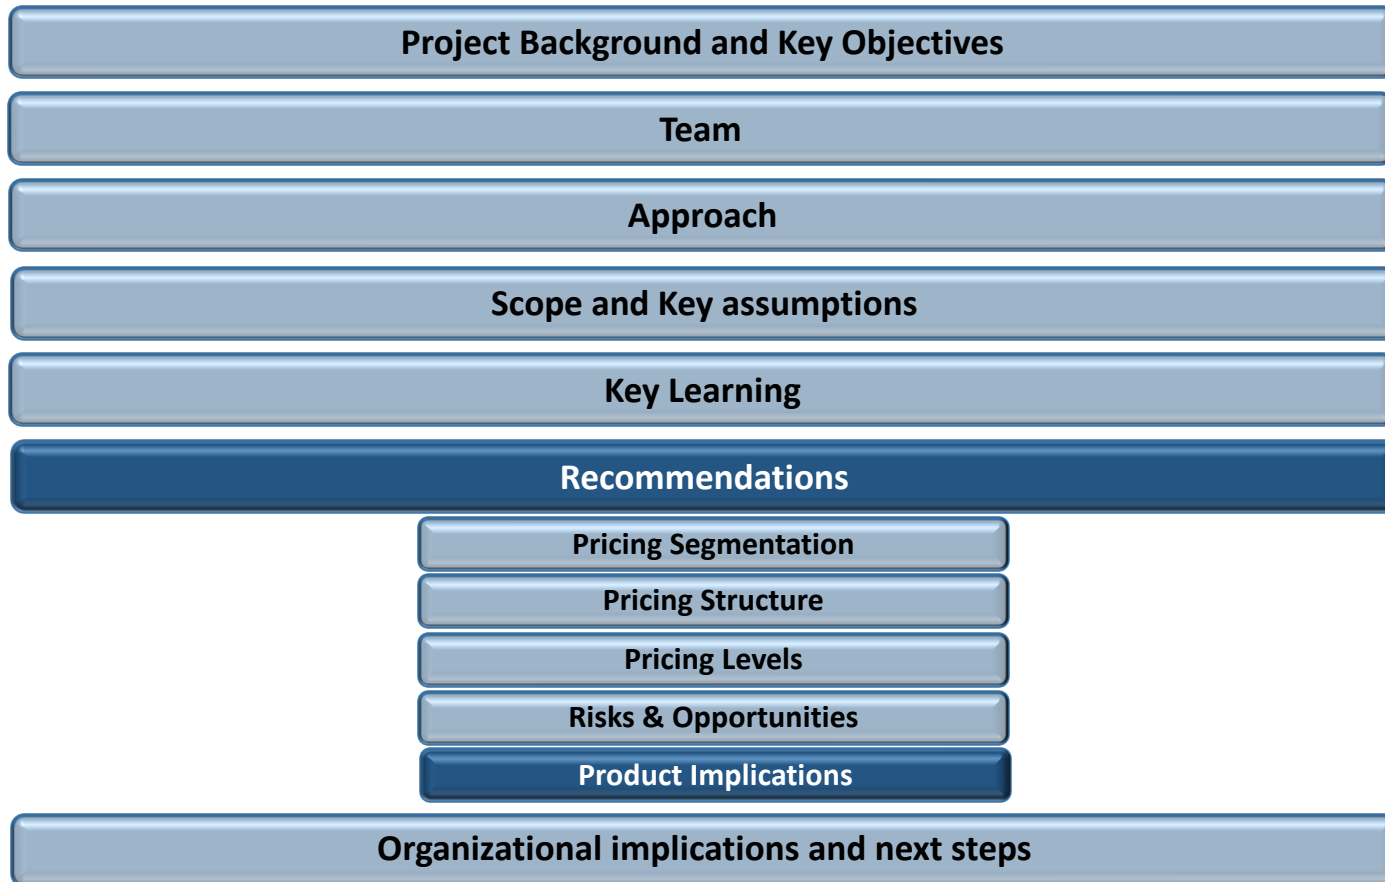 Project Background and Key Objectives
Team
Approach
Scope and Key assumptions
Key Learning
Recommendations
Pricing Segmentation
Pricing Structure
Pricing Levels
Risks & Opportunities
Product Implications
Organizational implications and next steps